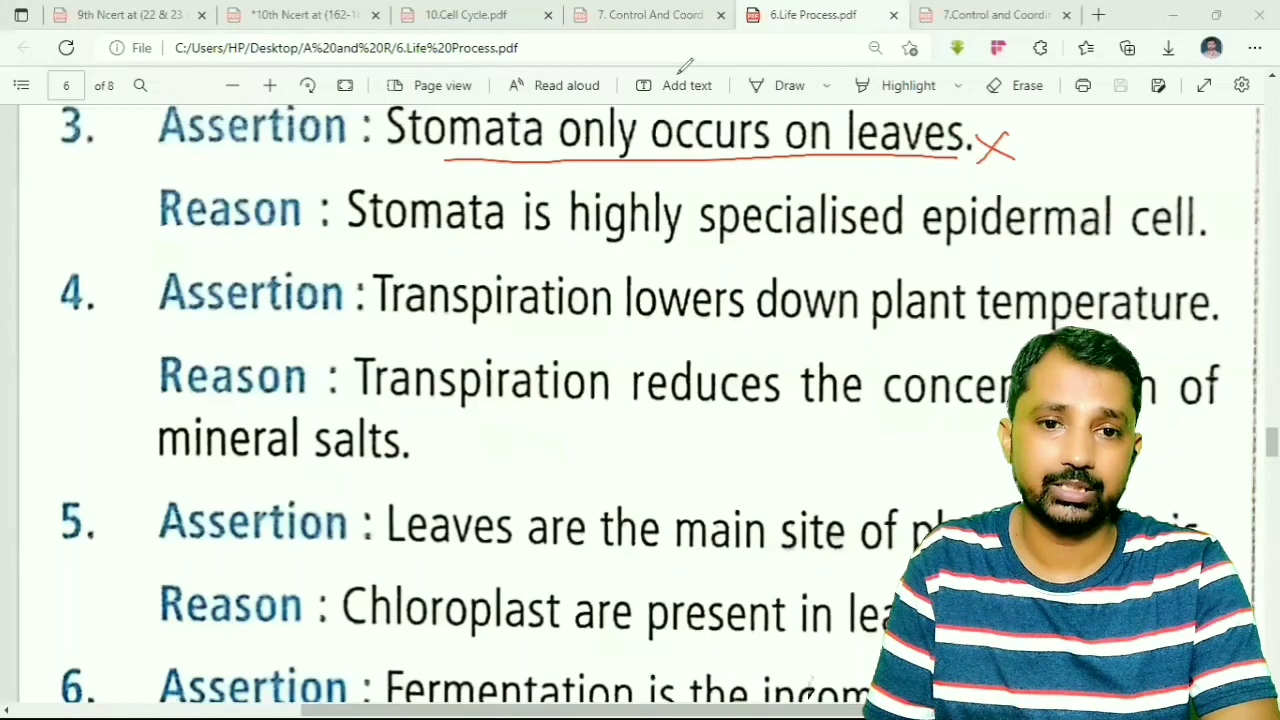 9th Ncert at (22 & 23 *10th Ncert at (162-1 10.Cell Cycle.pdf 7. Control And Coord 6.Life Process.pdf 7.Control and Coordi
File C:/Users/HP/Desktop/A%20and%20R/6.Life%20Process.pdf
6 of 8 Page view Read aloud Add text Draw Highlight Erase
3. Assertion : Stomata only occurs on leaves.
Reason : Stomata is highly specialised epidermal cell.
4. Assertion : Transpiration lowers down plant temperature.
Reason : Transpiration reduces the of
mineral salts.
5. Assertion : Leaves are the main site of
Reason : Chloroplast are present in
6. Assertion : Fermentation is the